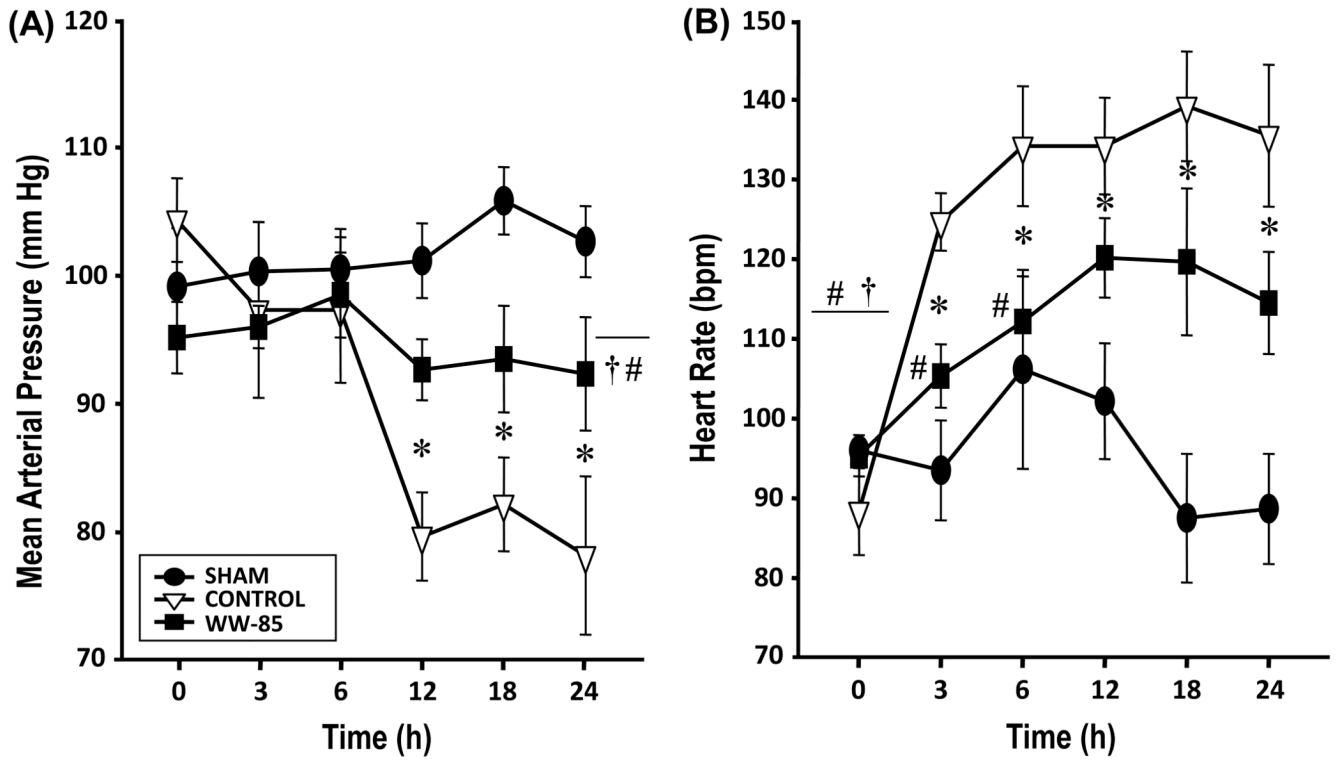 (A)
120
110
100
90
80
70
Mean Arterial Pressure (mm Hg)
* * *
† #
SHAM
CONTROL
WW-85
0 3 6 12 18 24
Time (h)
(B)
150
140
130
120
110
100
90
80
70
Heart Rate (bpm)
# †
* * * * *
# #
0 3 6 12 18 24
Time (h)